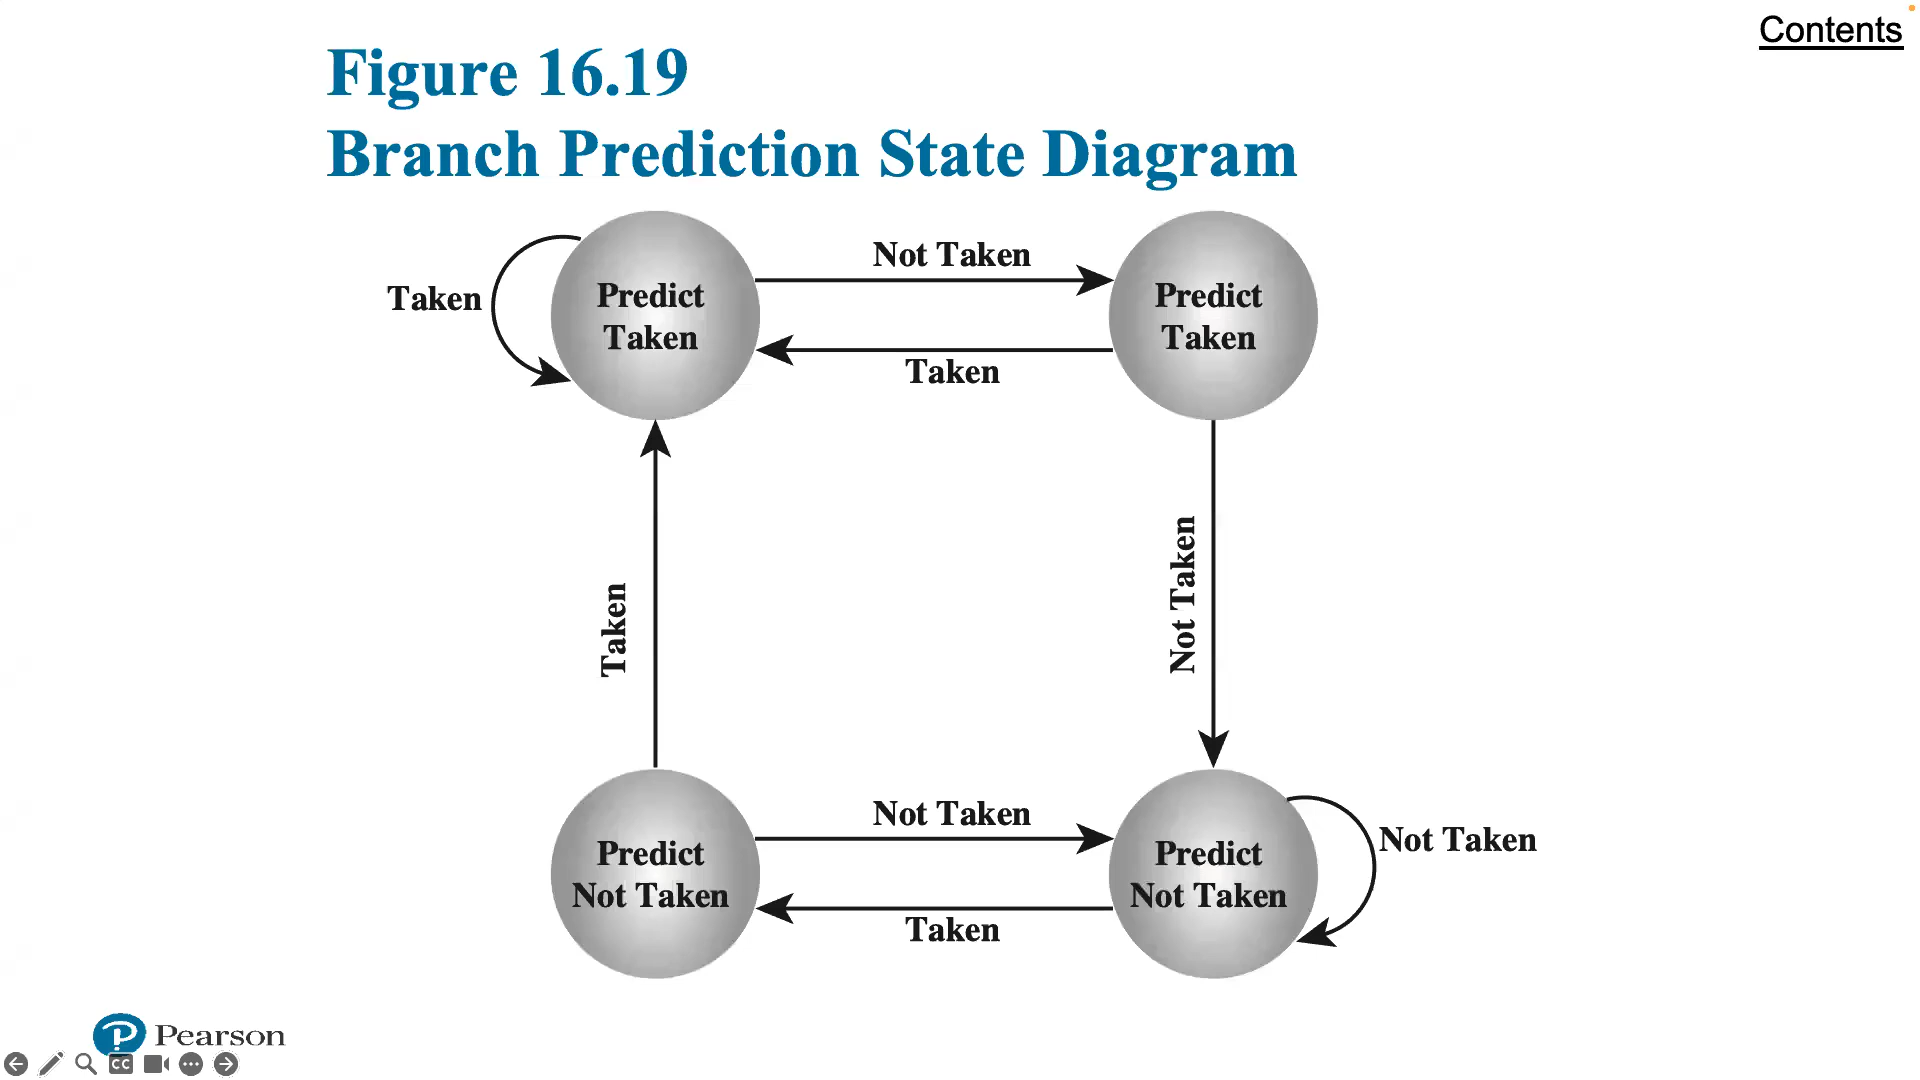 Contents
Figure 16.19
Branch Prediction State Diagram
Not Taken
Taken
Predict
Taken
Predict
Taken
Taken
Taken
Not Taken
Not Taken
Predict
Not Taken
Predict
Not Taken
Not Taken
Taken
P Pearson
CC